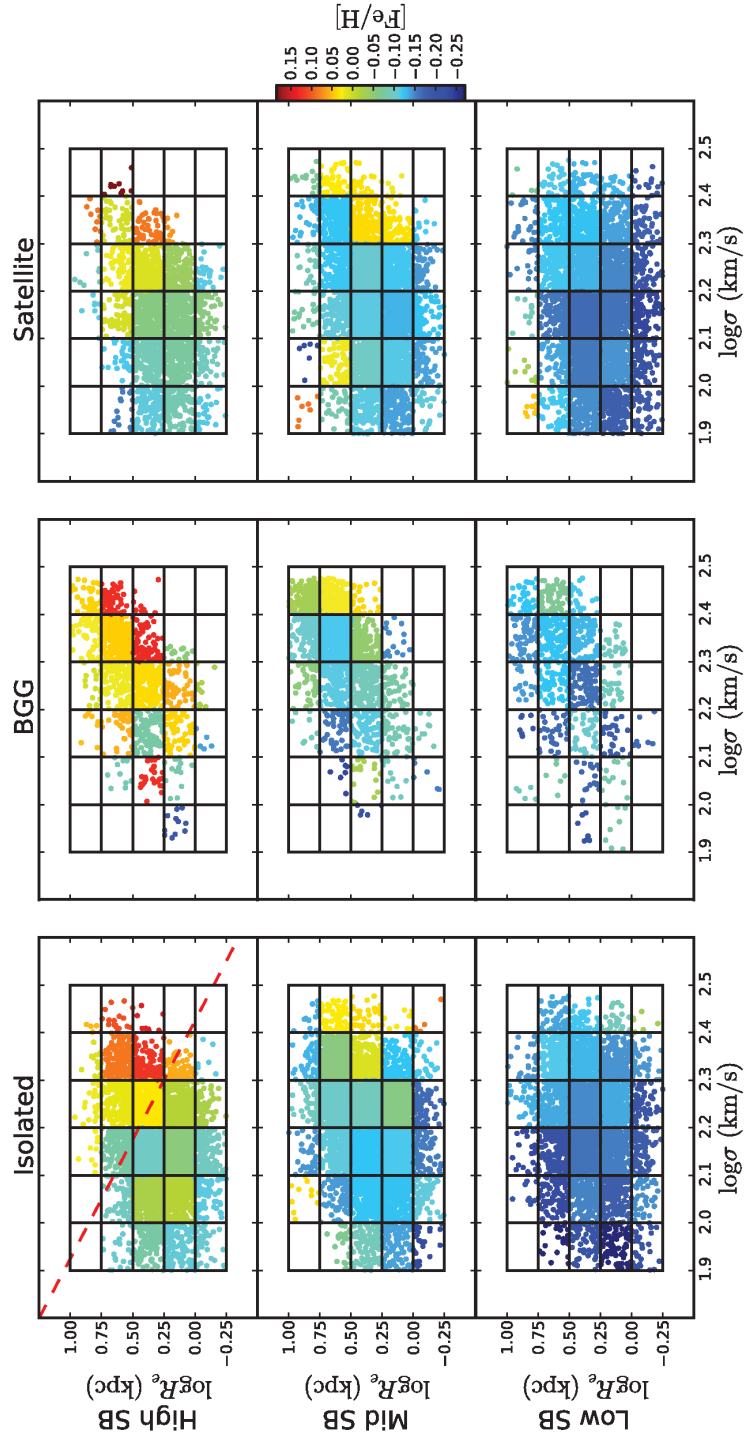 Isolated
BGG
Satellite
High SB
log R_e (kpc)
1.00
0.75
0.50
0.25
0.00
−0.25
Mid SB
log R_e (kpc)
1.00
0.75
0.50
0.25
0.00
−0.25
Low SB
log R_e (kpc)
1.00
0.75
0.50
0.25
0.00
−0.25
1.9 2.0 2.1 2.2 2.3 2.4 2.5
logσ (km/s)
1.9 2.0 2.1 2.2 2.3 2.4 2.5
logσ (km/s)
1.9 2.0 2.1 2.2 2.3 2.4 2.5
logσ (km/s)
0.15
0.10
0.05
0.00
−0.05
−0.10
−0.15
−0.20
−0.25
[Fe/H]